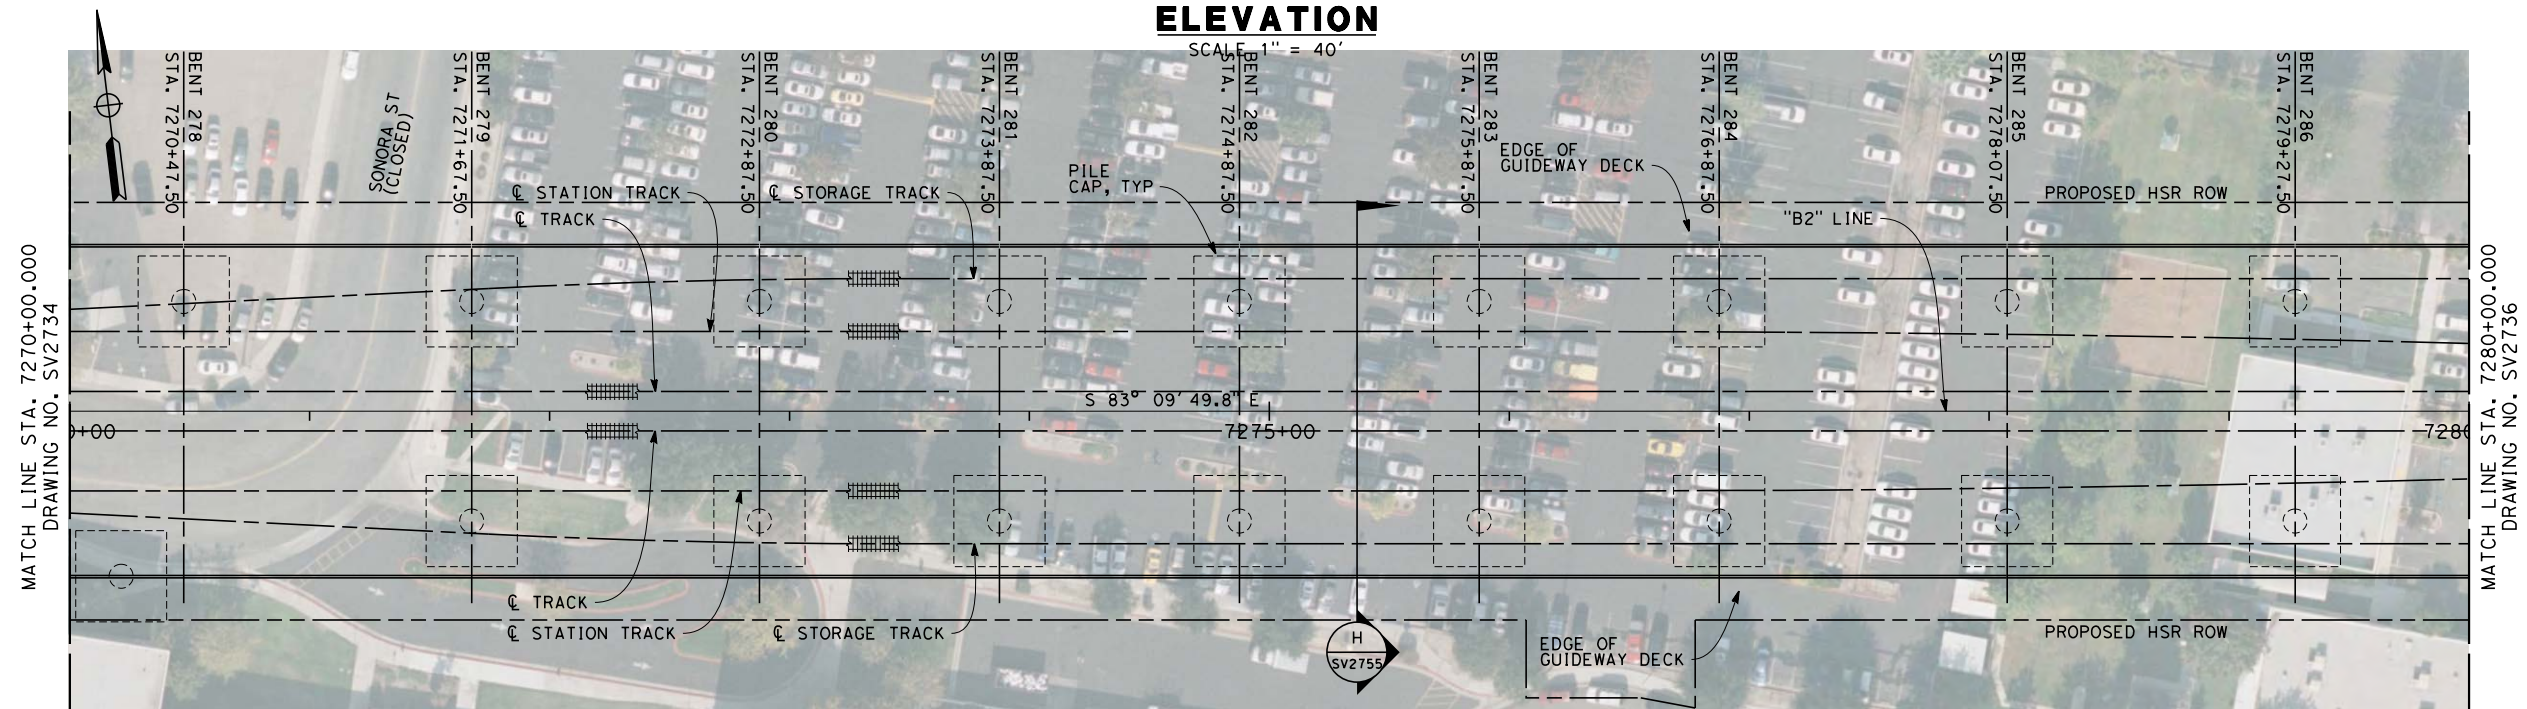 ELEVATION
SCALE 1" = 40'
BENT 278
STA. 7270+47.50
BENT 279
STA. 7271+67.50
BENT 280
STA. 7272+87.50
BENT 281
STA. 7273+87.50
BENT 282
STA. 7274+87.50
BENT 283
STA. 7275+87.50
BENT 284
STA. 7276+87.50
BENT 285
STA. 7278+07.50
BENT 286
STA. 7279+27.50
SONORA ST
(CLOSED)
℄ STATION TRACK
℄ TRACK
℄ STORAGE TRACK
PILE
CAP, TYP
EDGE OF
GUIDEWAY DECK
"B2" LINE
PROPOSED HSR ROW
MATCH LINE STA. 7270+00.000
DRAWING NO. SV2734
S 83° 09' 49.8" E
0+00
7275+00
7280
MATCH LINE STA. 7280+00.000
DRAWING NO. SV2736
℄ TRACK
℄ STATION TRACK
℄ STORAGE TRACK
H
SV2755
EDGE OF
GUIDEWAY DECK
PROPOSED HSR ROW